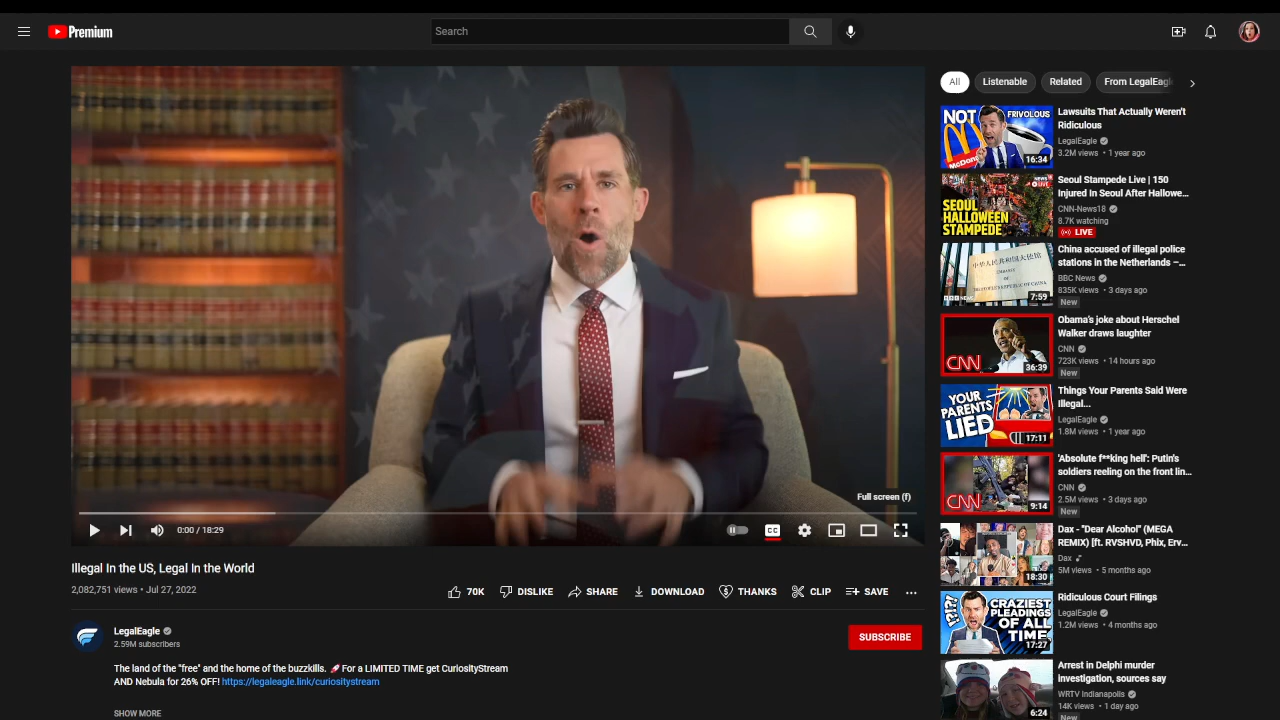 Premium
Search
Full screen (f)
0:00 / 18:29
CC
Illegal In the US, Legal In the World
2,082,751 views • Jul 27, 2022
70K
DISLIKE
SHARE
DOWNLOAD
THANKS
CLIP
SAVE
LegalEagle
2.59M subscribers
SUBSCRIBE
The land of the "free" and the home of the buzzkills. 🚀 For a LIMITED TIME get CuriosityStream
AND Nebula for 26% OFF! https://legaleagle.link/curiositystream
SHOW MORE
All
Listenable
Related
From LegalEagle
NOT
FRIVOLOUS
McDon
16:34
Lawsuits That Actually Weren't
Ridiculous
LegalEagle
3.2M views • 1 year ago
NEWS
LIVE
SEOUL
HALLOWEEN
STAMPEDE
Seoul Stampede Live | 150
Injured In Seoul After Hallowe...
CNN-News18
8.7K watching
LIVE
BBC NEWS
7:59
China accused of illegal police
stations in the Netherlands –...
BBC News
835K views • 3 days ago
New
CNN
36:39
Obama's joke about Herschel
Walker draws laughter
CNN
723K views • 14 hours ago
New
YOUR
PARENTS
LIED
17:11
Things Your Parents Said Were
Illegal...
LegalEagle
1.8M views • 1 year ago
CNN
9:14
'Absolute f**king hell': Putin's
soldiers reeling on the front lin...
CNN
2.5M views • 3 days ago
New
18:30
Dax - "Dear Alcohol" (MEGA
REMIX) [ft. RVSHVD, Phix, Erv...
Dax
5M views • 5 months ago
?!?!
CRAZIEST
PLEADINGS
OF ALL
TIME
17:27
Ridiculous Court Filings
LegalEagle
1.2M views • 4 months ago
6:24
Arrest in Delphi murder
investigation, sources say
WRTV Indianapolis
14K views • 1 day ago
New